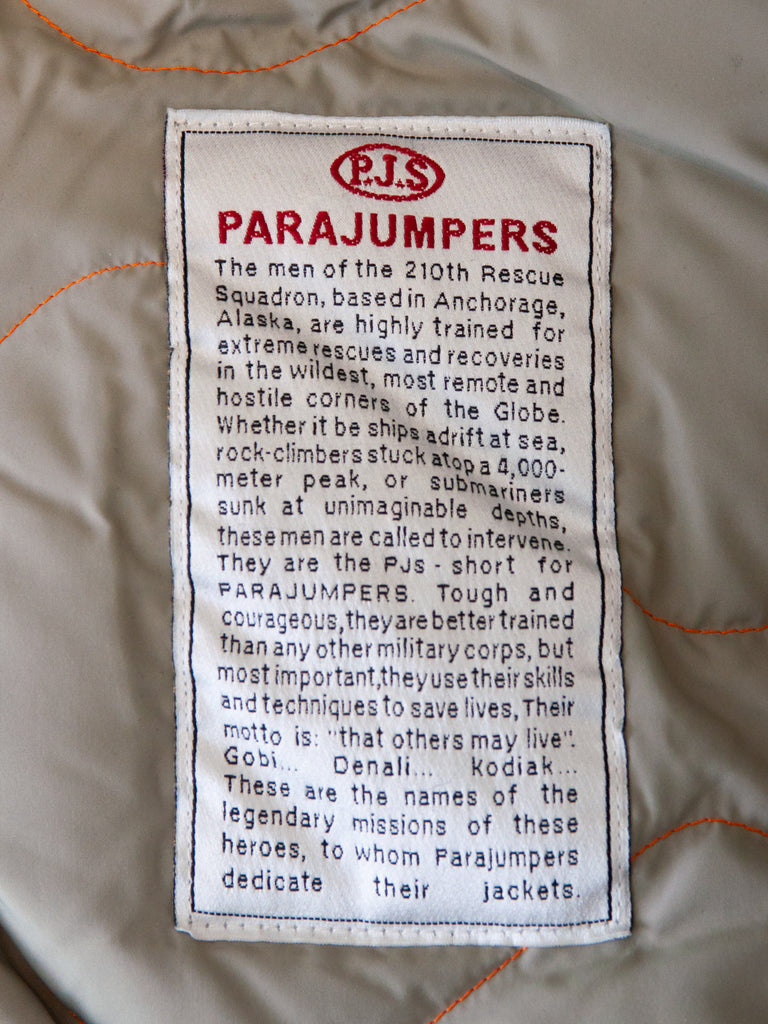 P.J.S
PARAJUMPERS
The men of the 210th Rescue
Squadron, based in Anchorage,
Alaska, are highly trained for
extreme rescues and recoveries
in the wildest, most remote and
hostile corners of the Globe.
Whether it be ships adrift at sea,
rock-climbers stuck atop a 4,000-
meter peak, or submariners
sunk at unimaginable depths,
these men are called to intervene.
They are the PJs - short for
PARAJUMPERS. Tough and
courageous, they are better trained
than any other military corps, but
most important, they use their skills
and techniques to save lives, Their
motto is: "that others may live".
Gobi... Denali... Kodiak...
These are the names of the
legendary missions of these
heroes, to whom Parajumpers
dedicate their jackets.